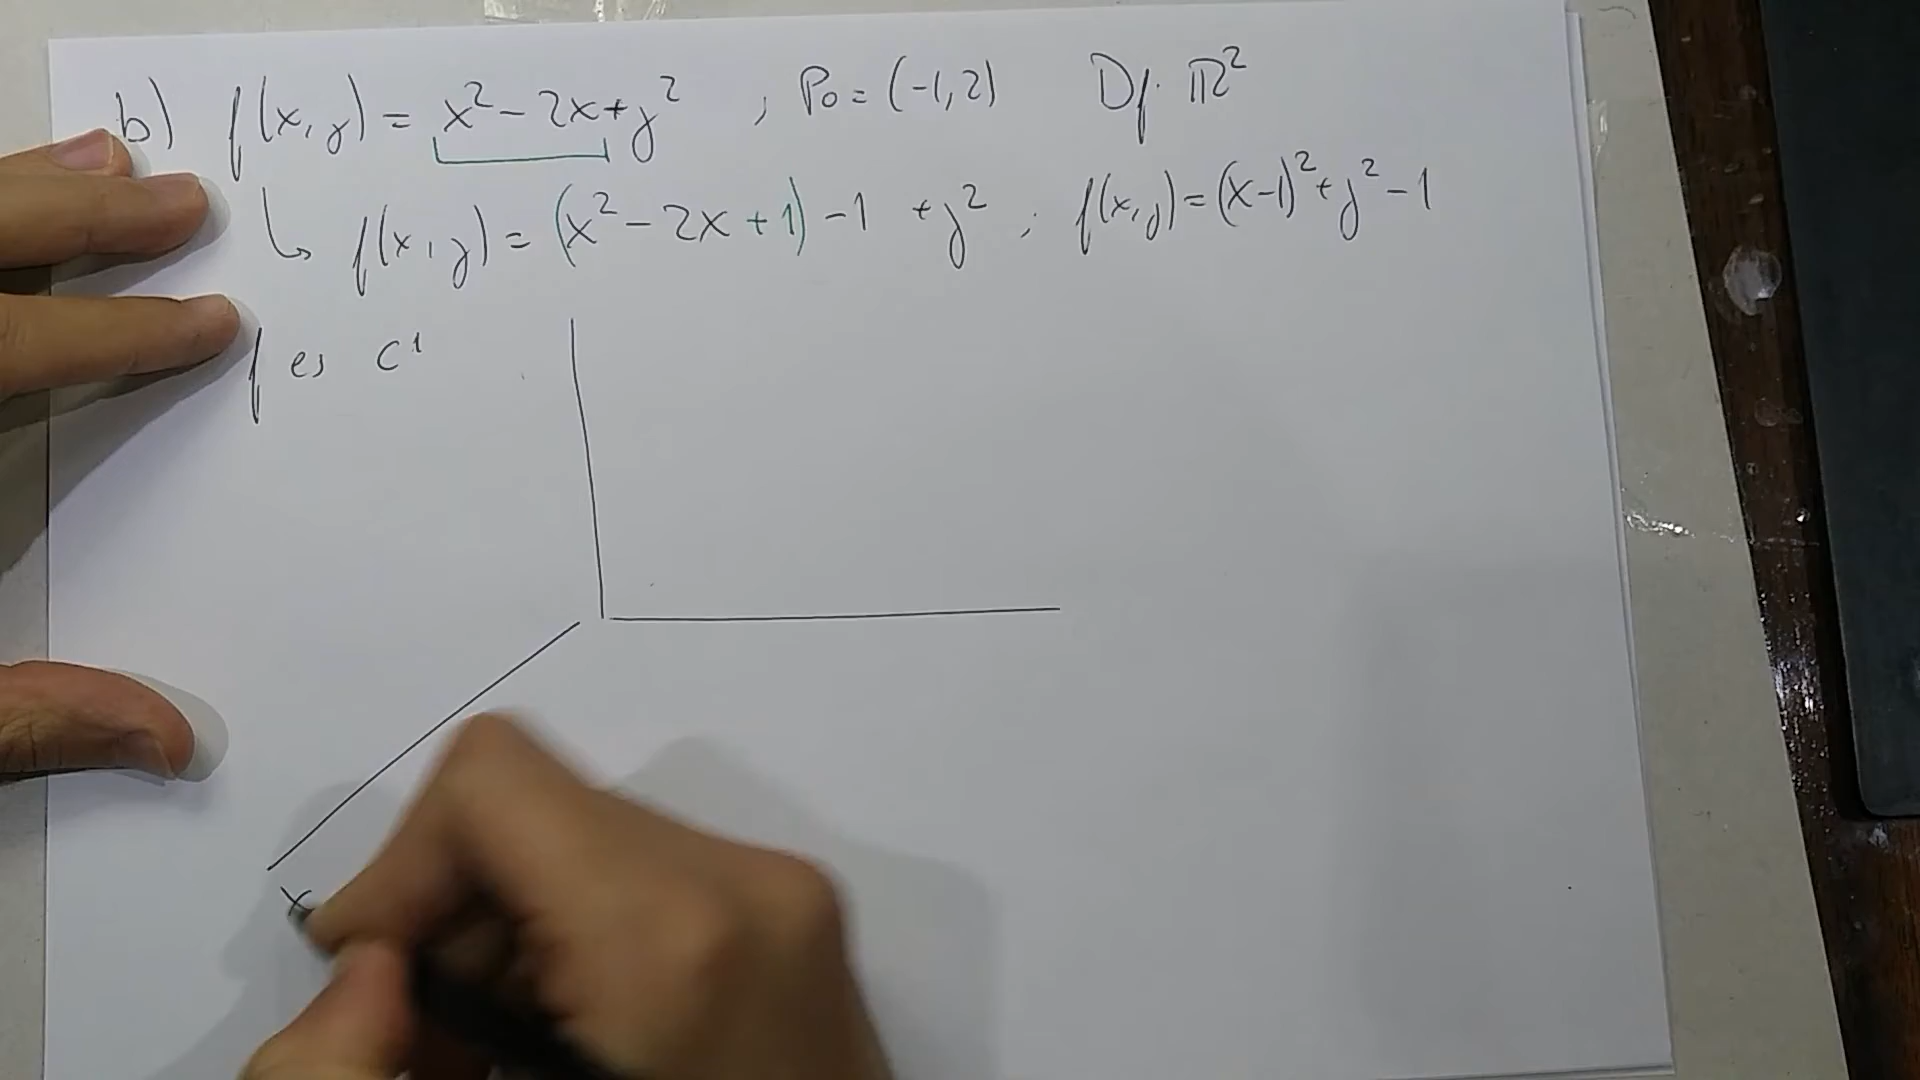 b) f(x,y) = x² - 2x + y² , P₀ = (-1,2) Df: ℝ²
↳ f(x,y) = (x² - 2x + 1) - 1 + y² ; f(x,y) = (x-1)² + y² - 1
f es C¹
x